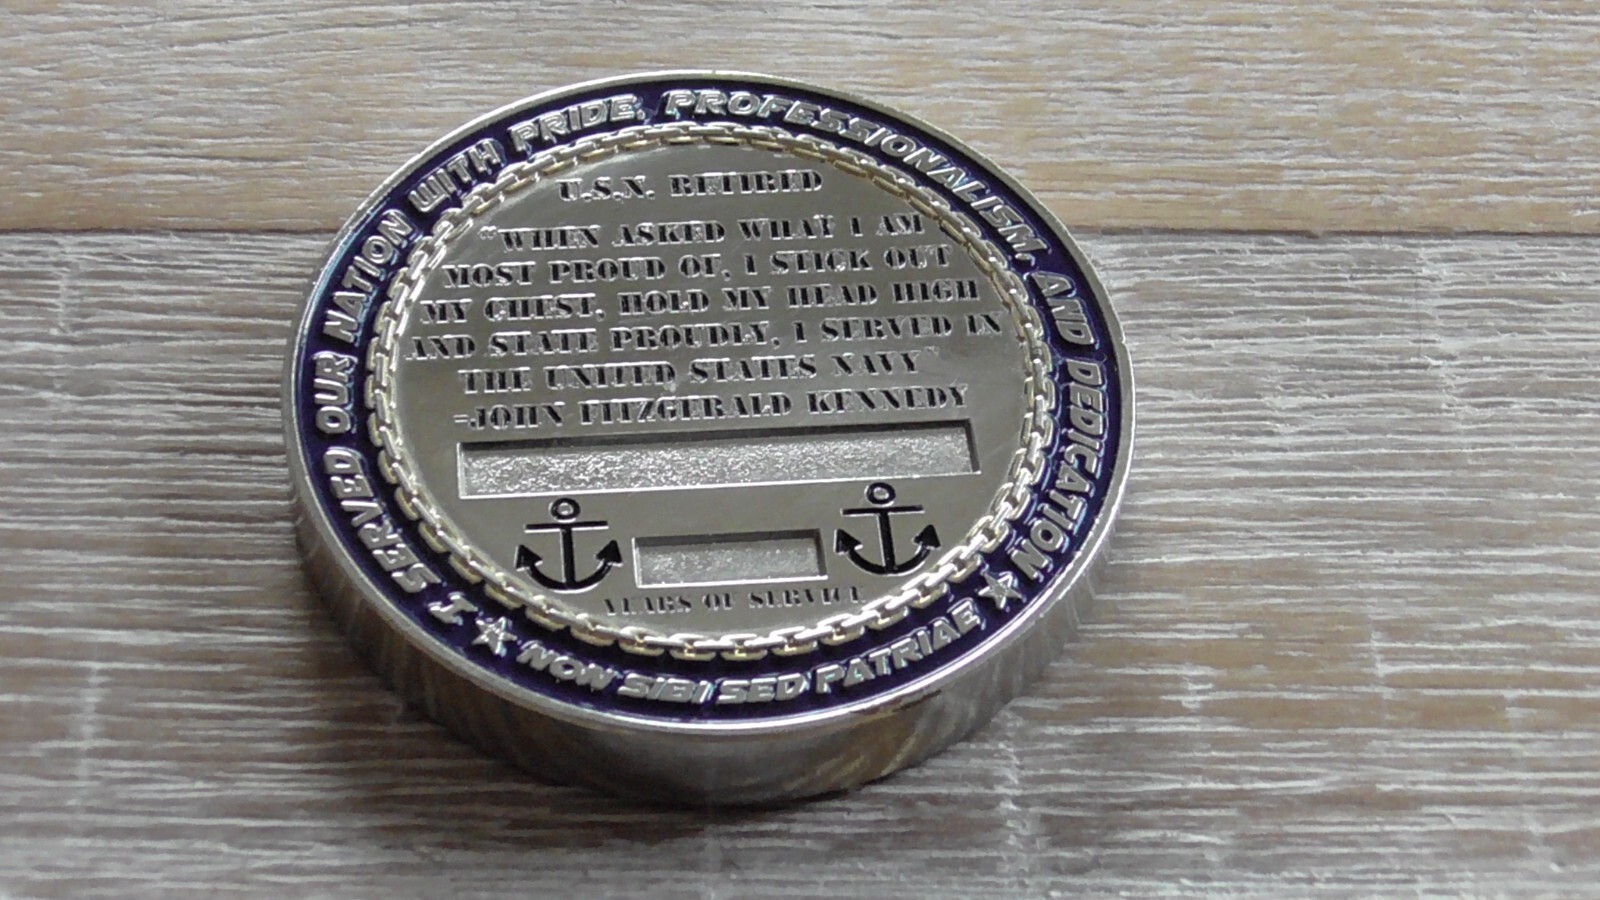 I SERVED OUR NATION WITH PRIDE, PROFESSIONALISM, AND DEDICATION
U.S.N. RETIRED
"WHEN ASKED WHAT I AM
MOST PROUD OF, I STICK OUT
MY CHEST, HOLD MY HEAD HIGH
AND STATE PROUDLY, I SERVED IN
THE UNITED STATES NAVY"
-JOHN FITZGERALD KENNEDY
YEARS OF SERVICE
NON SIBI SED PATRIAE